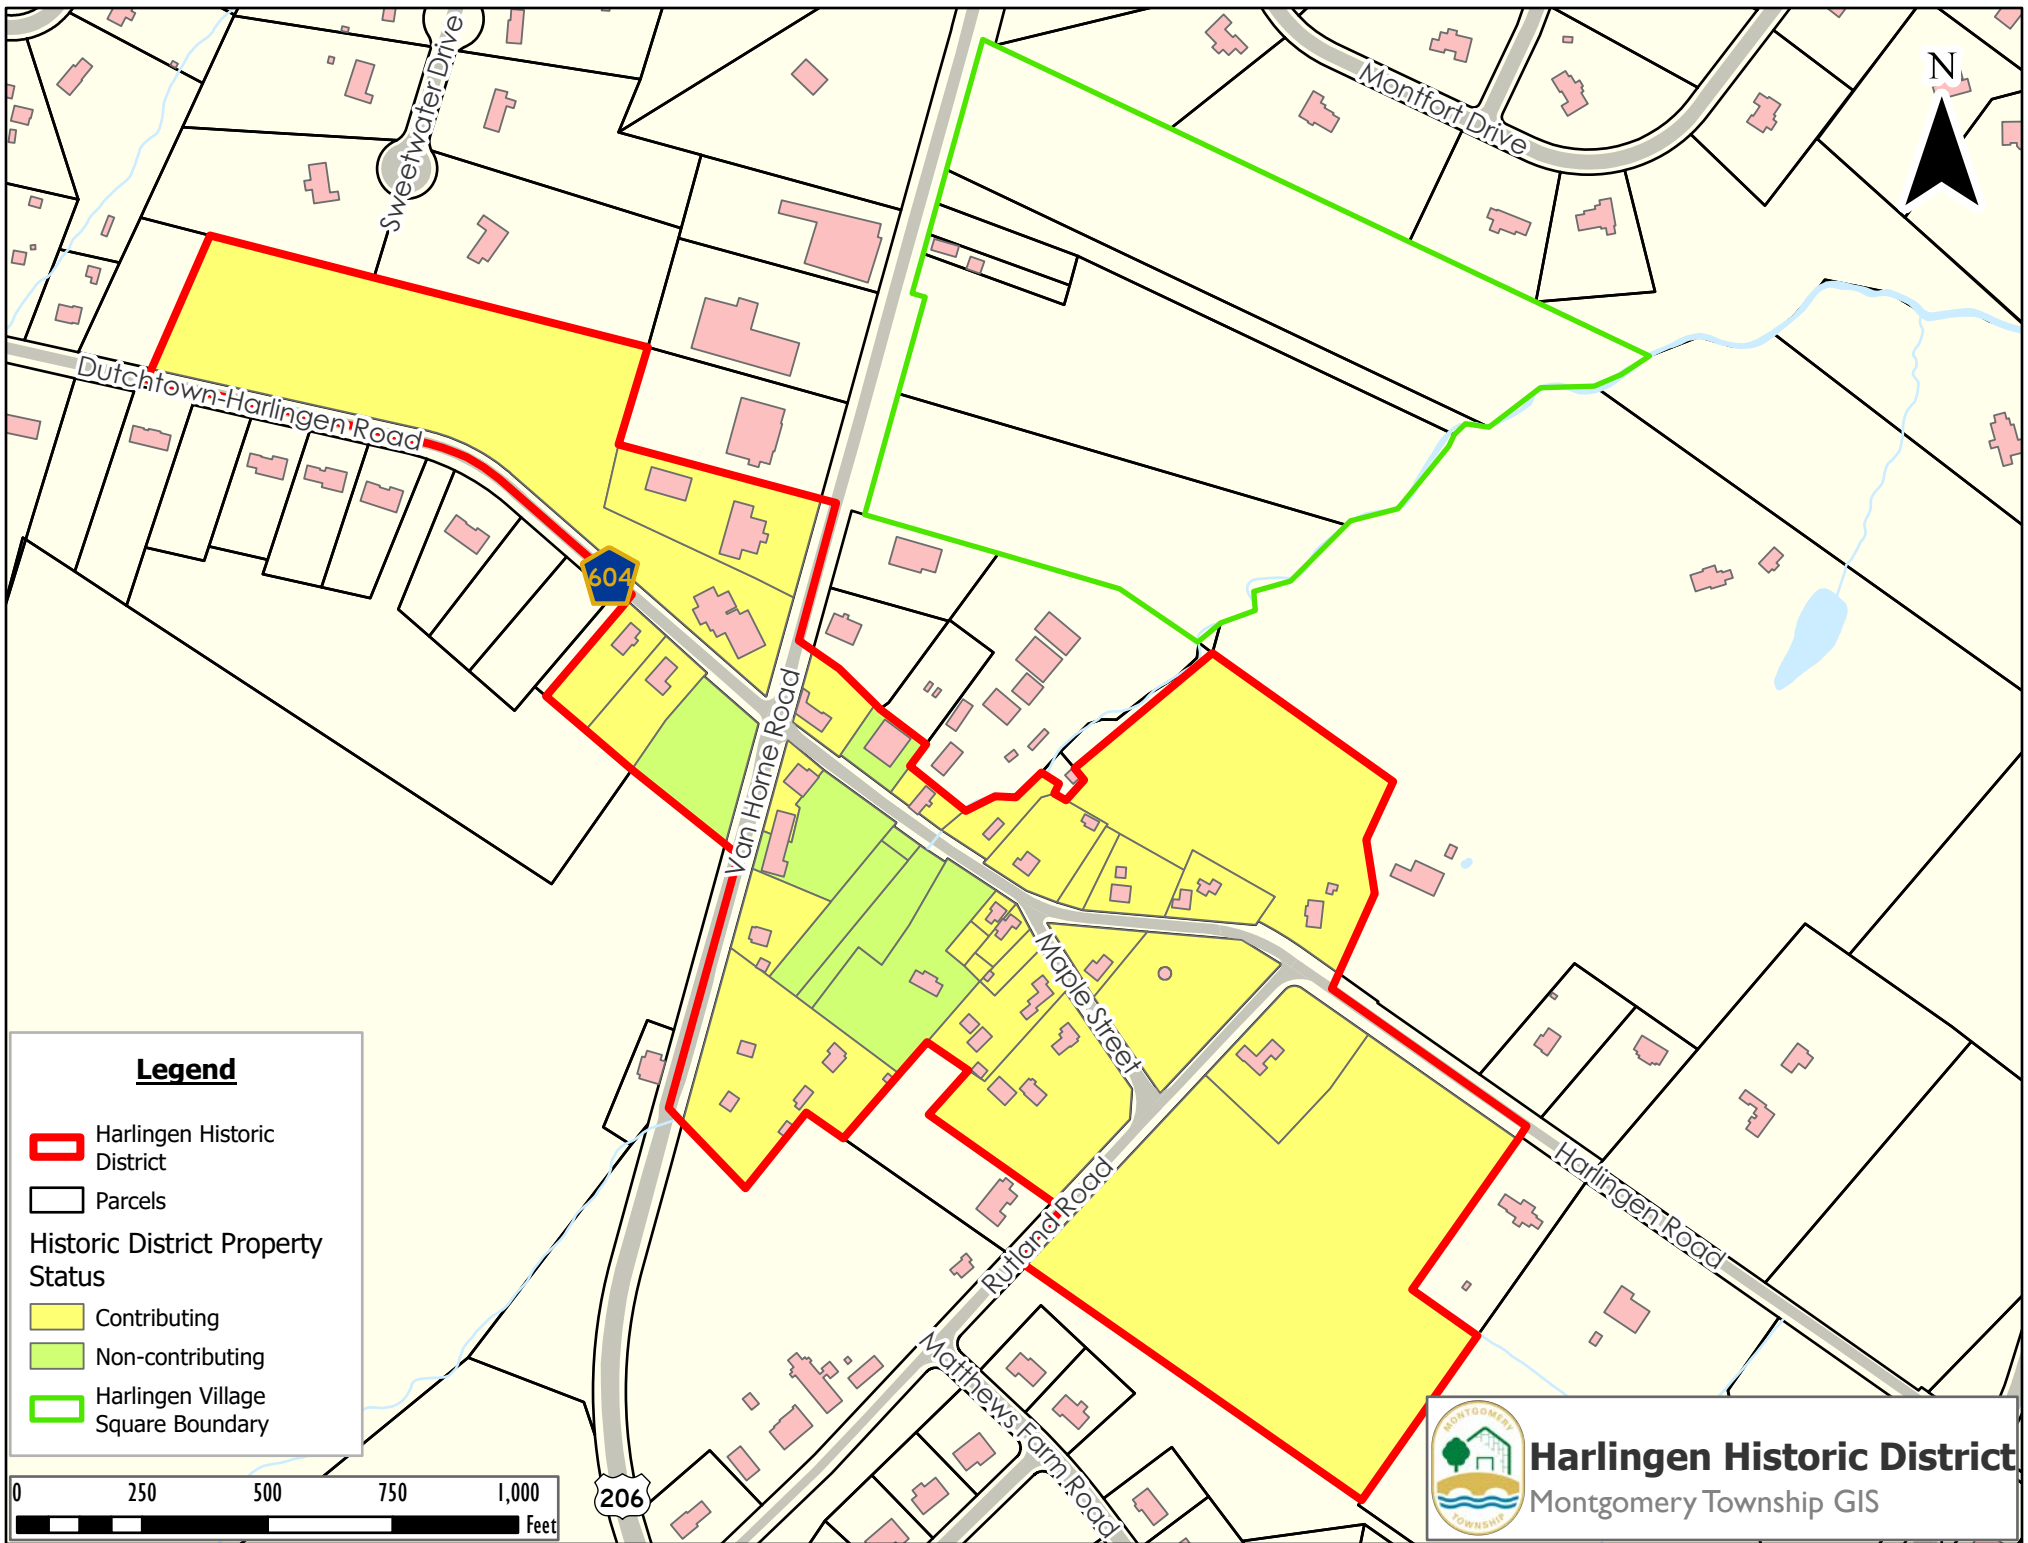 Sweetwater Drive
Montfort Drive
N
Dutchtown-Harlingen Road
604
Van Horne Road
Maple Street
Rutland Road
Harlingen Road
Matthews Farm Road
206
Legend
Harlingen Historic
District
Parcels
Historic District Property
Status
Contributing
Non-contributing
Harlingen Village
Square Boundary
0 250 500 750 1,000
Feet
MONTGOMERY
TOWNSHIP
Harlingen Historic District
Montgomery Township GIS